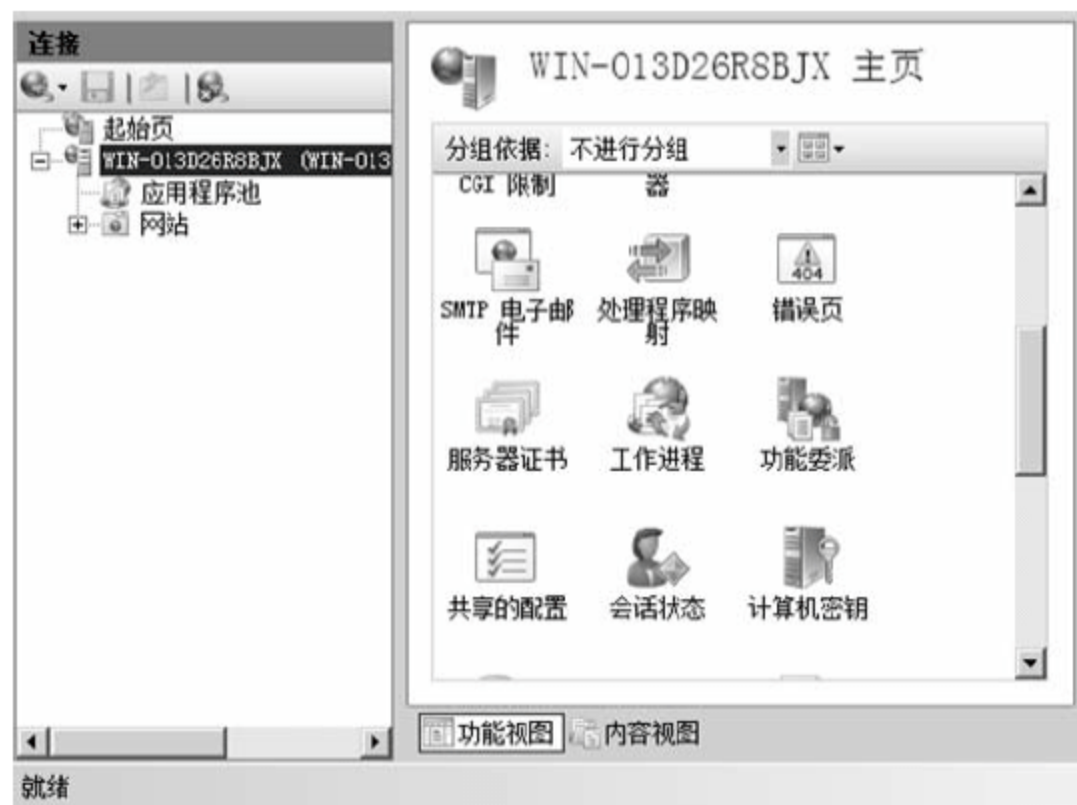 连接
起始页
WIN-013D26R8BJX (WIN-013
应用程序池
网站
WIN-013D26R8BJX 主页
分组依据: 不进行分组
CGI 限制
器
SMTP 电子邮件
处理程序映射
404
错误页
服务器证书
工作进程
功能委派
共享的配置
会话状态
计算机密钥
功能视图
内容视图
就绪